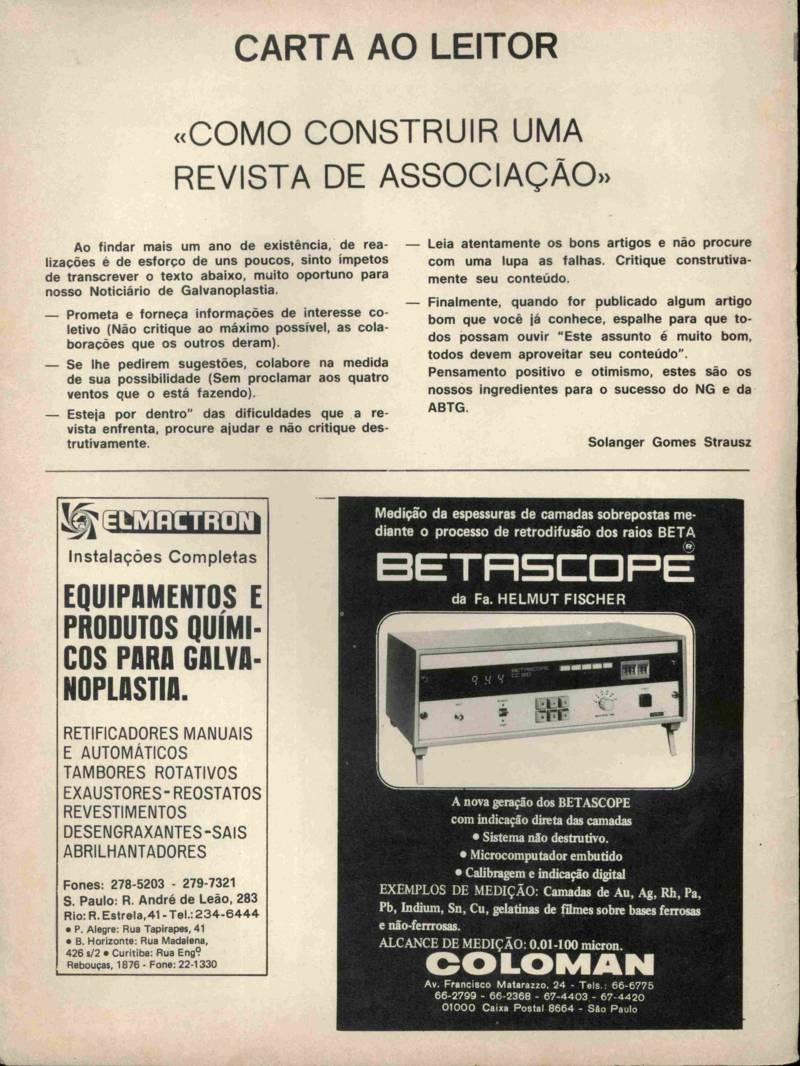 CARTA AO LEITOR
«COMO CONSTRUIR UMA
REVISTA DE ASSOCIAÇÃO»
Ao findar mais um ano de existência, de rea-
lizações é de esforço de uns poucos, sinto ímpetos
de transcrever o texto abaixo, muito oportuno para
nosso Noticiário de Galvanoplastia.
— Prometa e forneça informações de interesse co-
letivo (Não critique ao máximo possível, as cola-
borações que os outros deram).
— Se lhe pedirem sugestões, colabore na medida
de sua possibilidade (Sem proclamar aos quatro
ventos que o está fazendo).
— Esteja por dentro" das dificuldades que a re-
vista enfrenta, procure ajudar e não critique des-
trutivamente.
— Leia atentamente os bons artigos e não procure
com uma lupa as falhas. Critique construtiva-
mente seu conteúdo.
— Finalmente, quando for publicado algum artigo
bom que você já conhece, espalhe para que to-
dos possam ouvir "Este assunto é muito bom,
todos devem aproveitar seu conteúdo".
Pensamento positivo e otimismo, estes são os
nossos ingredientes para o sucesso do NG e da
ABTG.
Solanger Gomes Strausz
ELMACTRON
Instalações Completas
EQUIPAMENTOS E
PRODUTOS QUÍMI-
COS PARA GALVA-
NOPLASTIA.
RETIFICADORES MANUAIS
E AUTOMÁTICOS
TAMBORES ROTATIVOS
EXAUSTORES-REOSTATOS
REVESTIMENTOS
DESENGRAXANTES-SAIS
ABRILHANTADORES
Fones: 278-5203 - 279-7321
S. Paulo: R. André de Leão, 283
Rio: R. Estrela, 41 - Tel.: 234-6444
• P. Alegre: Rua Tapirapes, 41
• B. Horizonte: Rua Madalena,
426 s/2 • Curitiba: Rua Engº
Rebouças, 1876 - Fone: 22-1330
Medição da espessuras de camadas sobrepostas me-
diante o processo de retrodifusão dos raios BETA
BETASCOPE®
da Fa. HELMUT FISCHER
BETASCOPE
944
A nova geração dos BETASCOPE
com indicação direta das camadas
• Sistema não destrutivo.
• Microcomputador embutido
• Calibragem e indicação digital
EXEMPLOS DE MEDIÇÃO: Camadas de Au, Ag, Rh, Pa,
Pb, Indium, Sn, Cu, gelatinas de filmes sobre bases ferrosas
e não-ferrrosas.
ALCANCE DE MEDIÇÃO: 0.01-100 micron.
COLOMAN
Av. Francisco Matarazzo, 24 - Tels.: 66-6775
66-2799 - 66-2368 - 67-4403 - 67-4420
01000 Caixa Postal 8664 - São Paulo